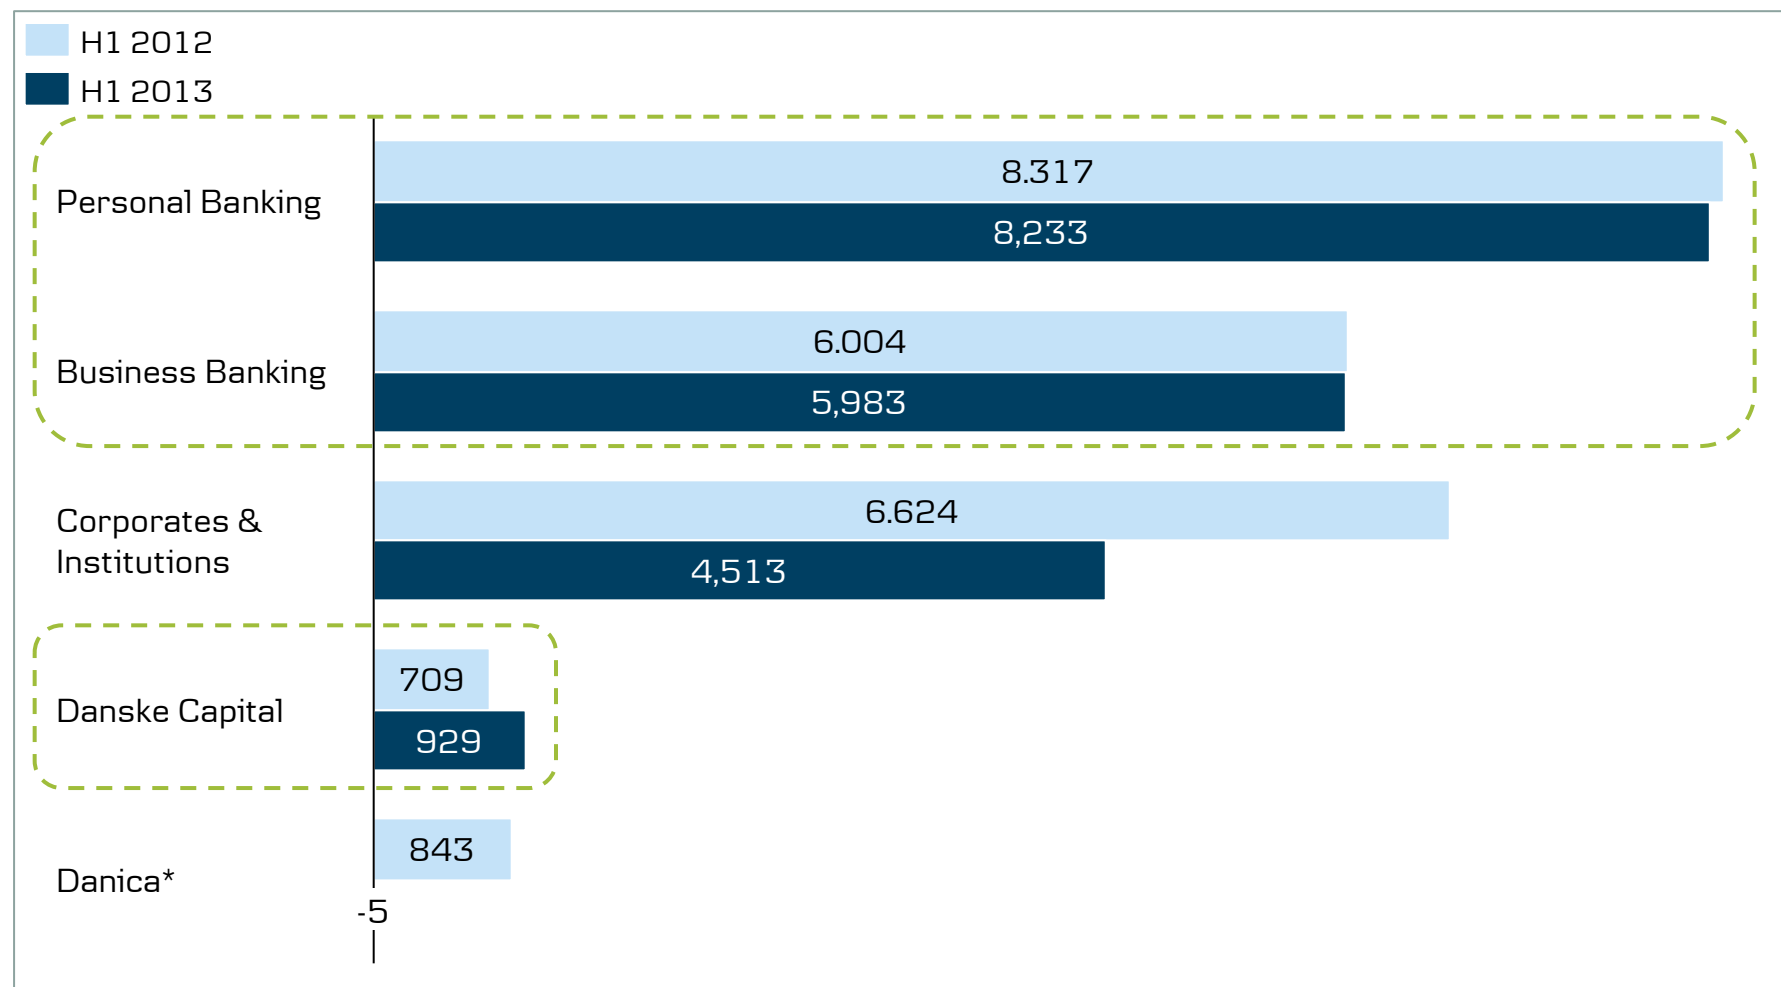 H1 2012
H1 2013
Personal Banking
8.317
8,233
Business Banking
6.004
5,983
Corporates &
Institutions
6.624
4,513
Danske Capital
709
929
Danica*
843
-5